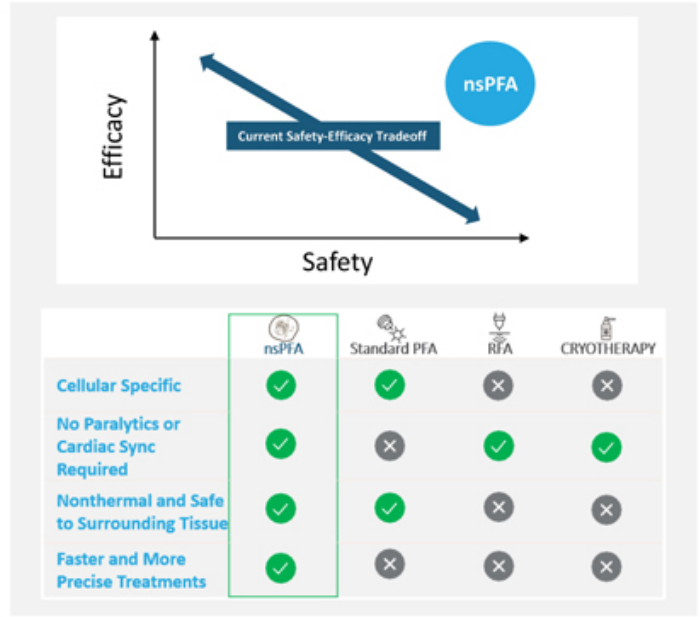 Efficacy
nsPFA
Current Safety-Efficacy Tradeoff
Safety
nsPFA
Standard PFA
RFA
CRYOTHERAPY
Cellular Specific
No Paralytics or
Cardiac Sync
Required
Nonthermal and Safe
to Surrounding Tissue
Faster and More
Precise Treatments